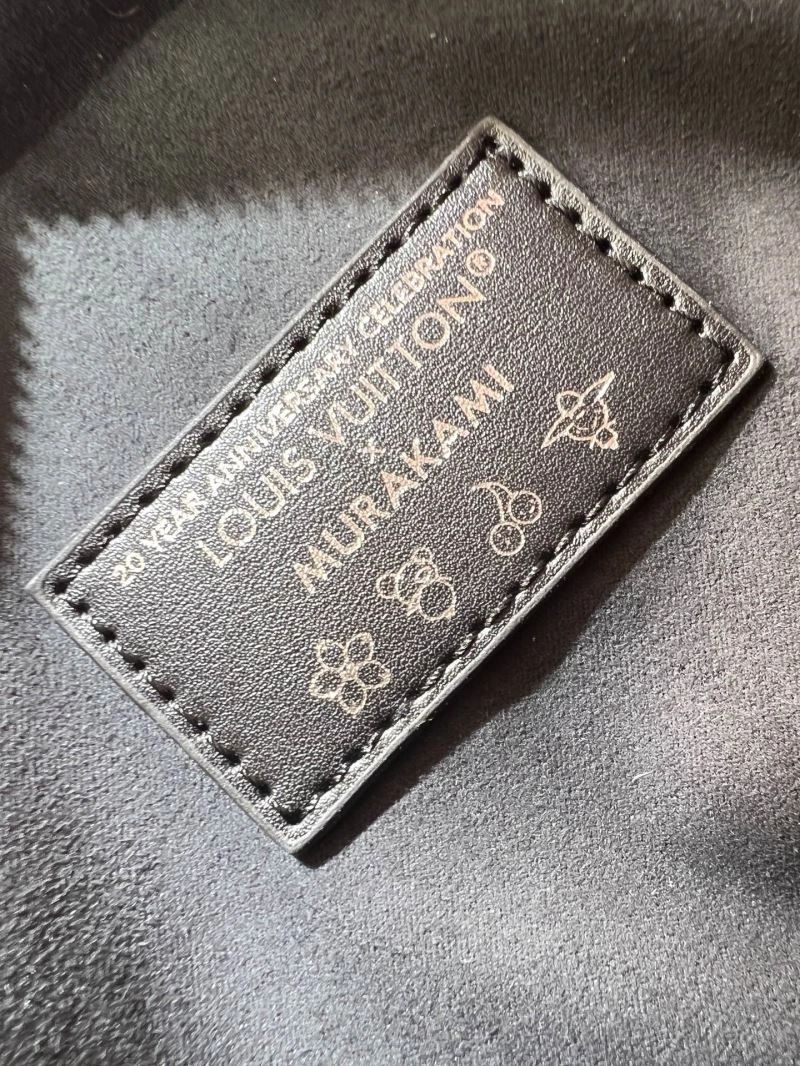 20 YEAR ANNIVERSARY CELEBRATION
LOUIS VUITTON®
×
MURAKAMI